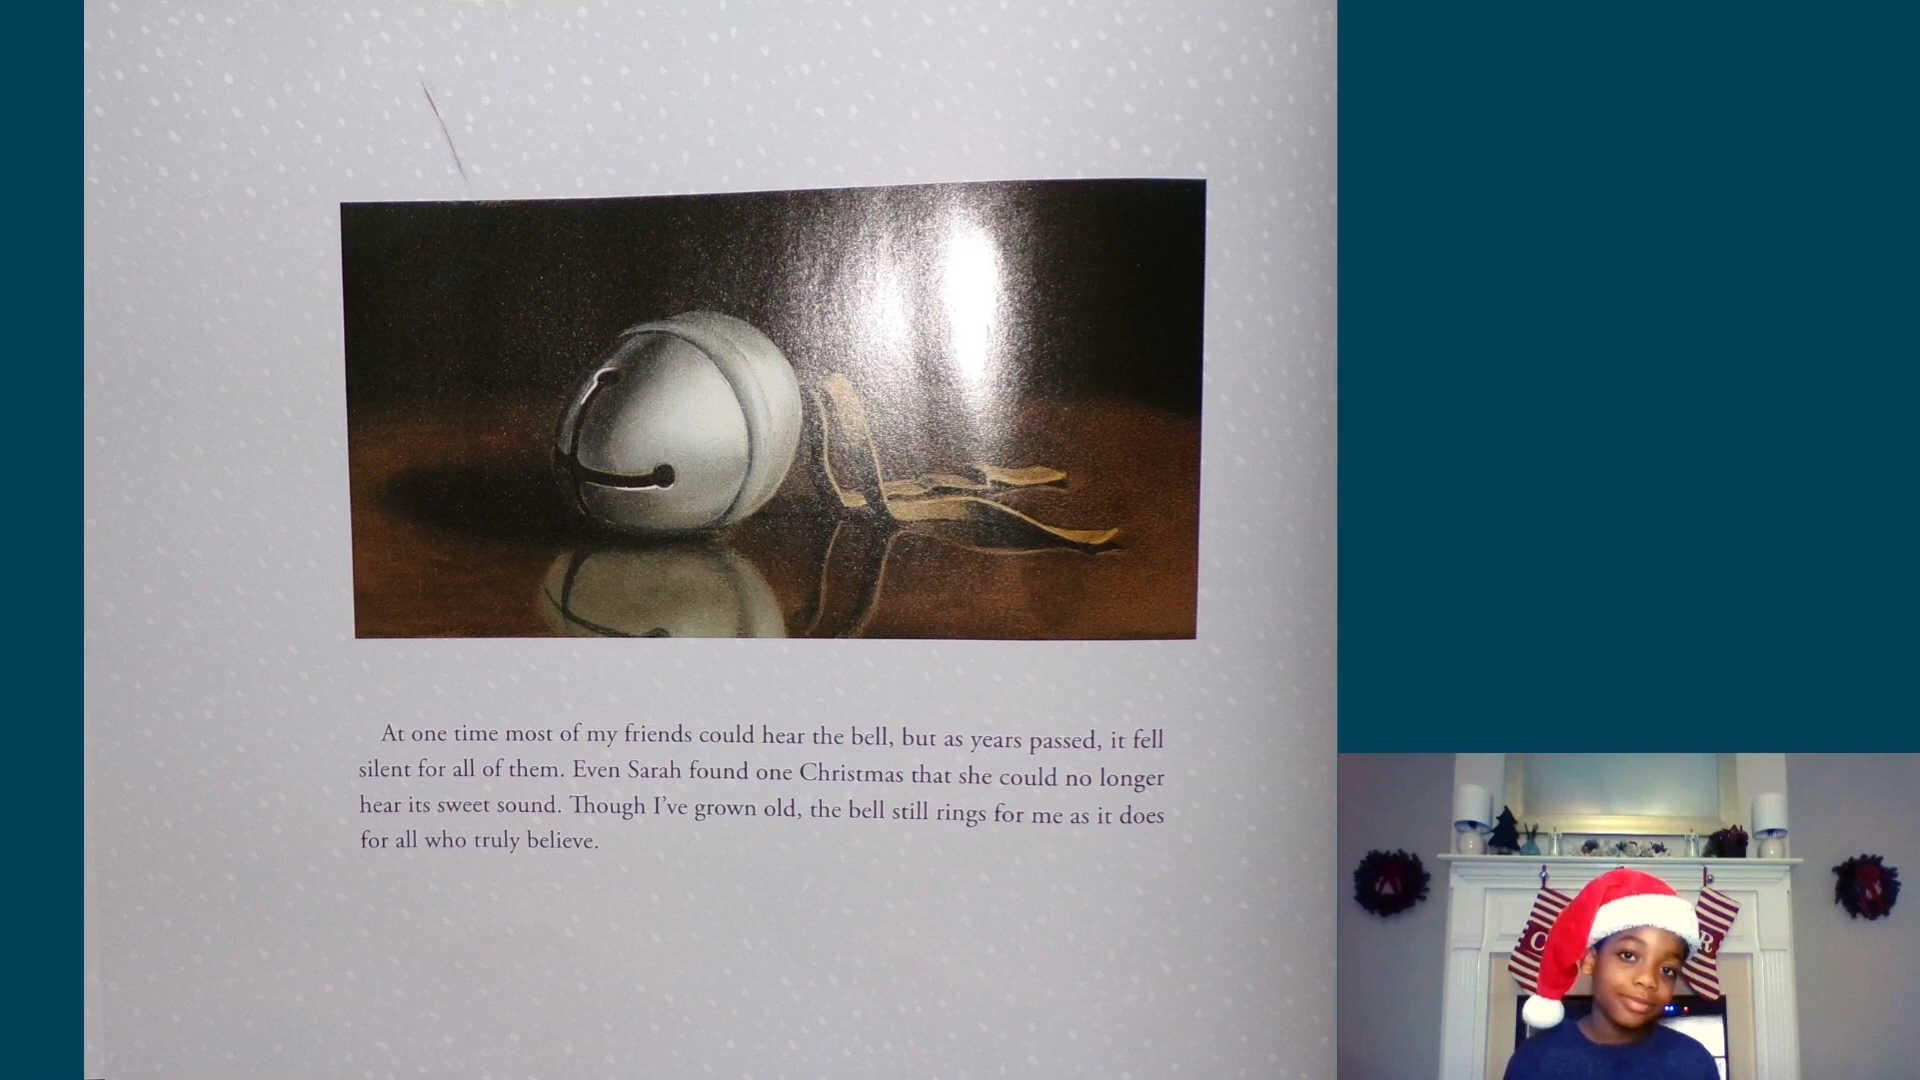 At one time most of my friends could hear the bell, but as years passed, it fell
silent for all of them. Even Sarah found one Christmas that she could no longer
hear its sweet sound. Though I've grown old, the bell still rings for me as it does
for all who truly believe.
C
R